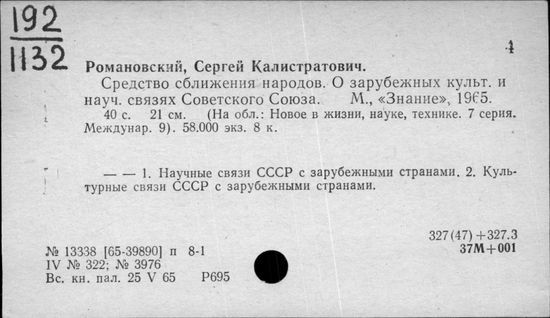 192
1132
4
Романовский, Сергей Калистратович.
Средство сближения народов. О зарубежных культ. и
науч. связях Советского Союза. М., «Знание», 1965.
40 с. 21 см. (На обл.: Новое в жизни, науке, технике. 7 серия.
Междунар. 9). 58.000 экз. 8 к.
— — 1. Научные связи СССР с зарубежными странами. 2. Куль-
турные связи СССР с зарубежными странами.
327(47)+327.3
37М+001
№ 13338 [65-39890] п 8-1
IV № 322; № 3976
Вс. кн. пал. 25 V 65 Р695